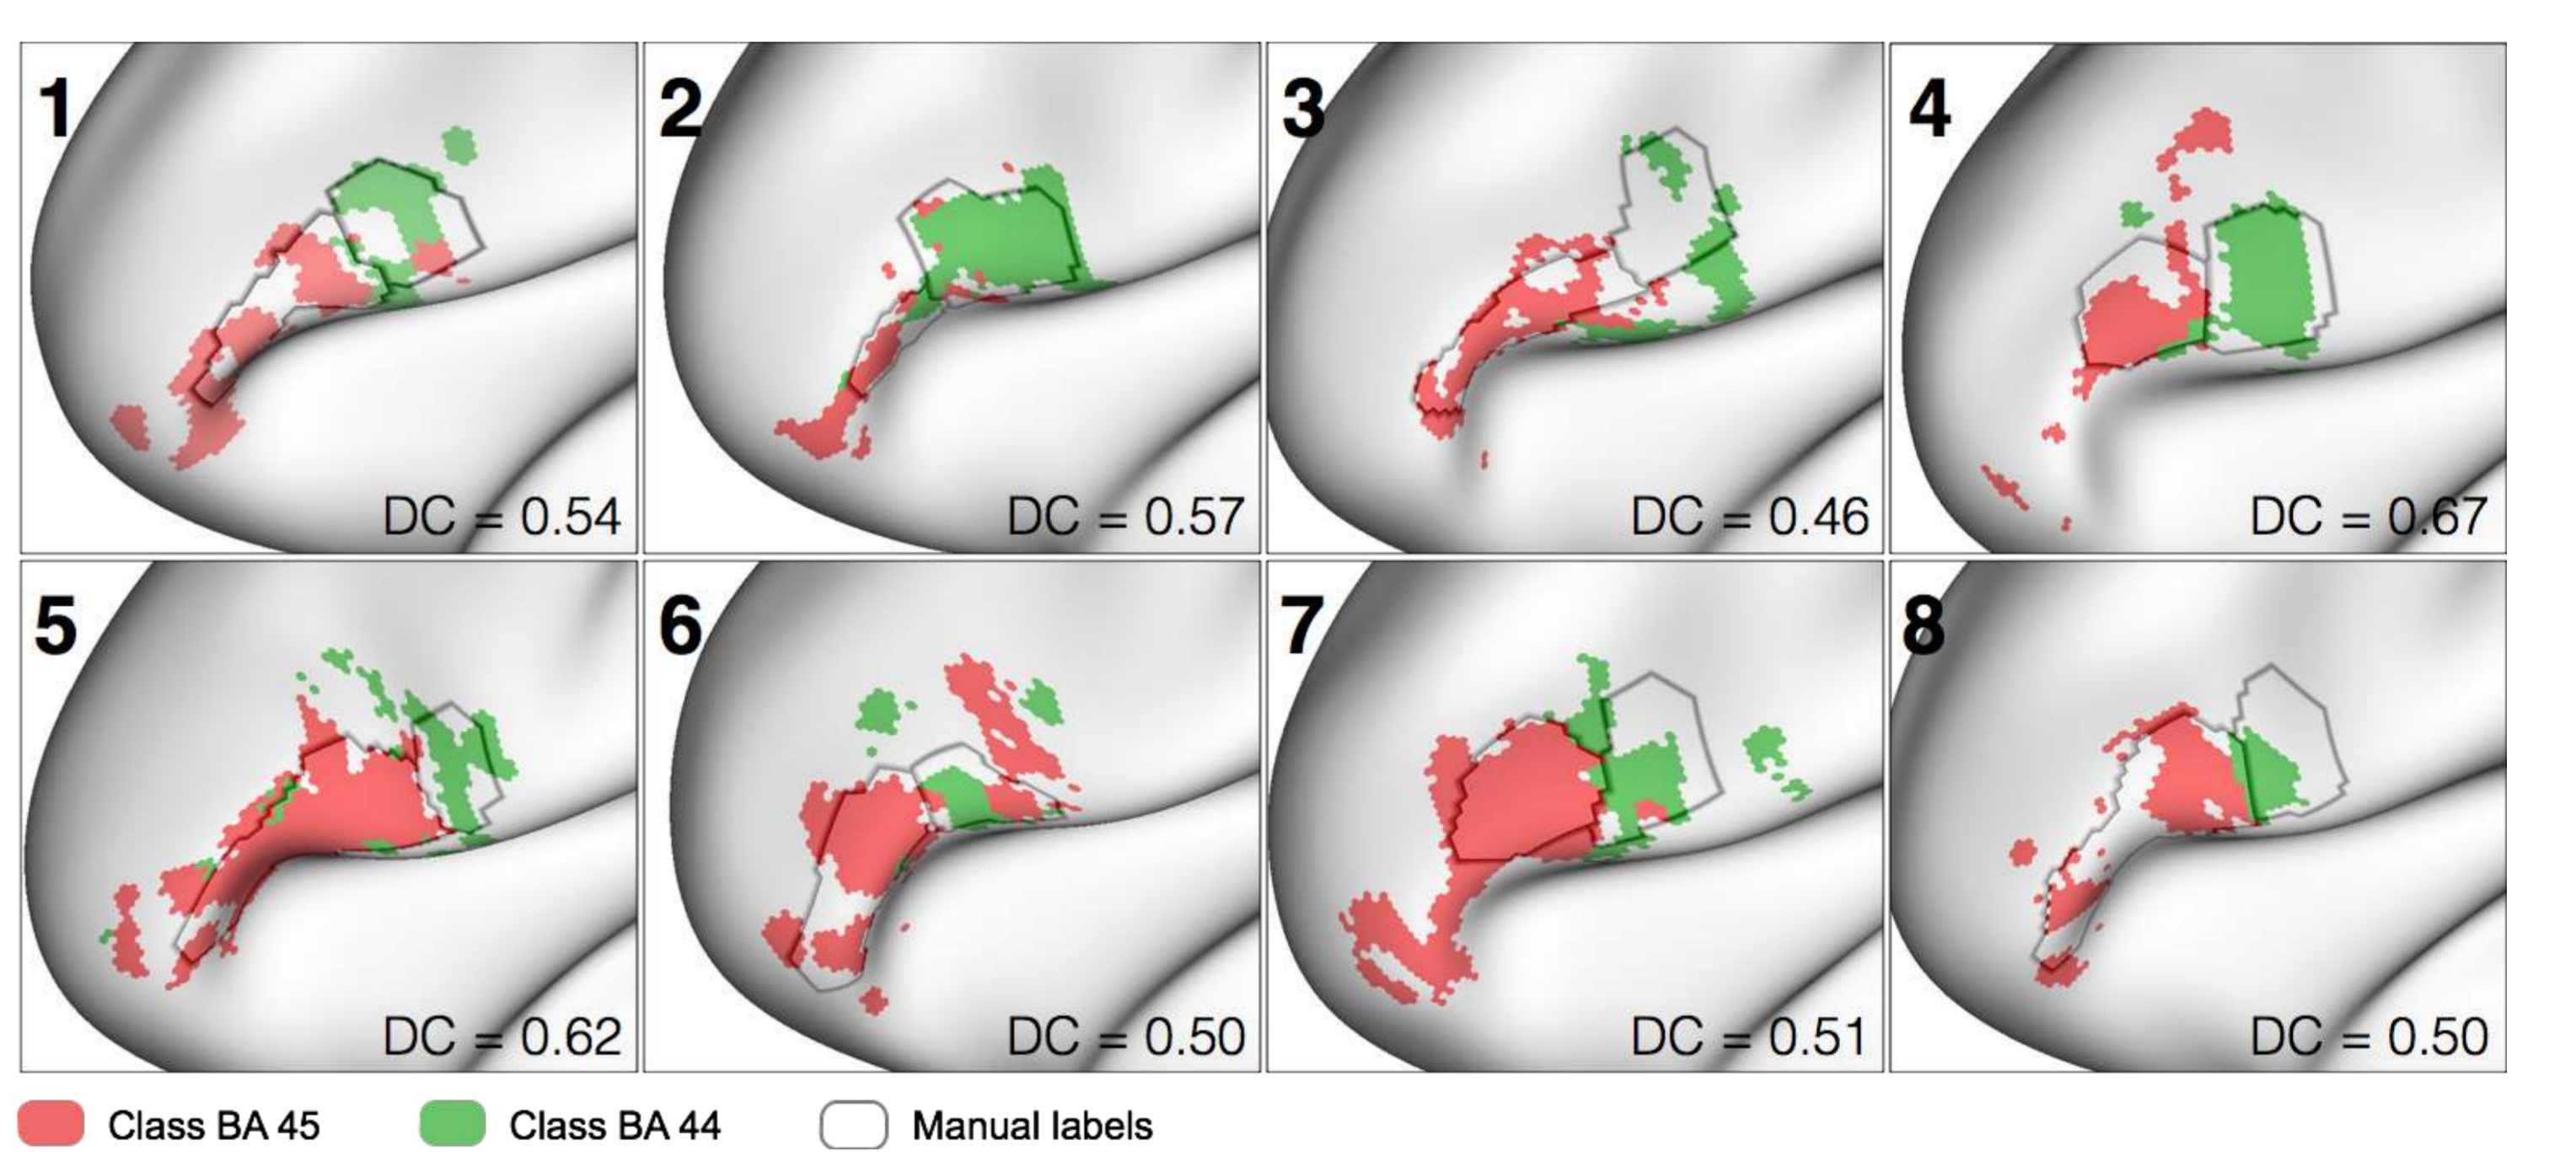 1
2
3
4
DC = 0.54
DC = 0.57
DC = 0.46
DC = 0.67
5
6
7
8
DC = 0.62
DC = 0.50
DC = 0.51
DC = 0.50
Class BA 45
Class BA 44
Manual labels